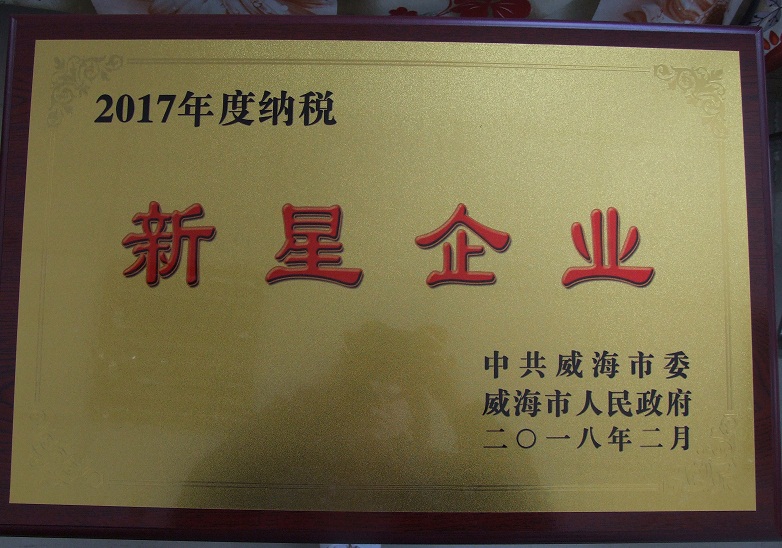 2017年度纳税
新星企业
中共威海市委
威海市人民政府
二〇一八年二月